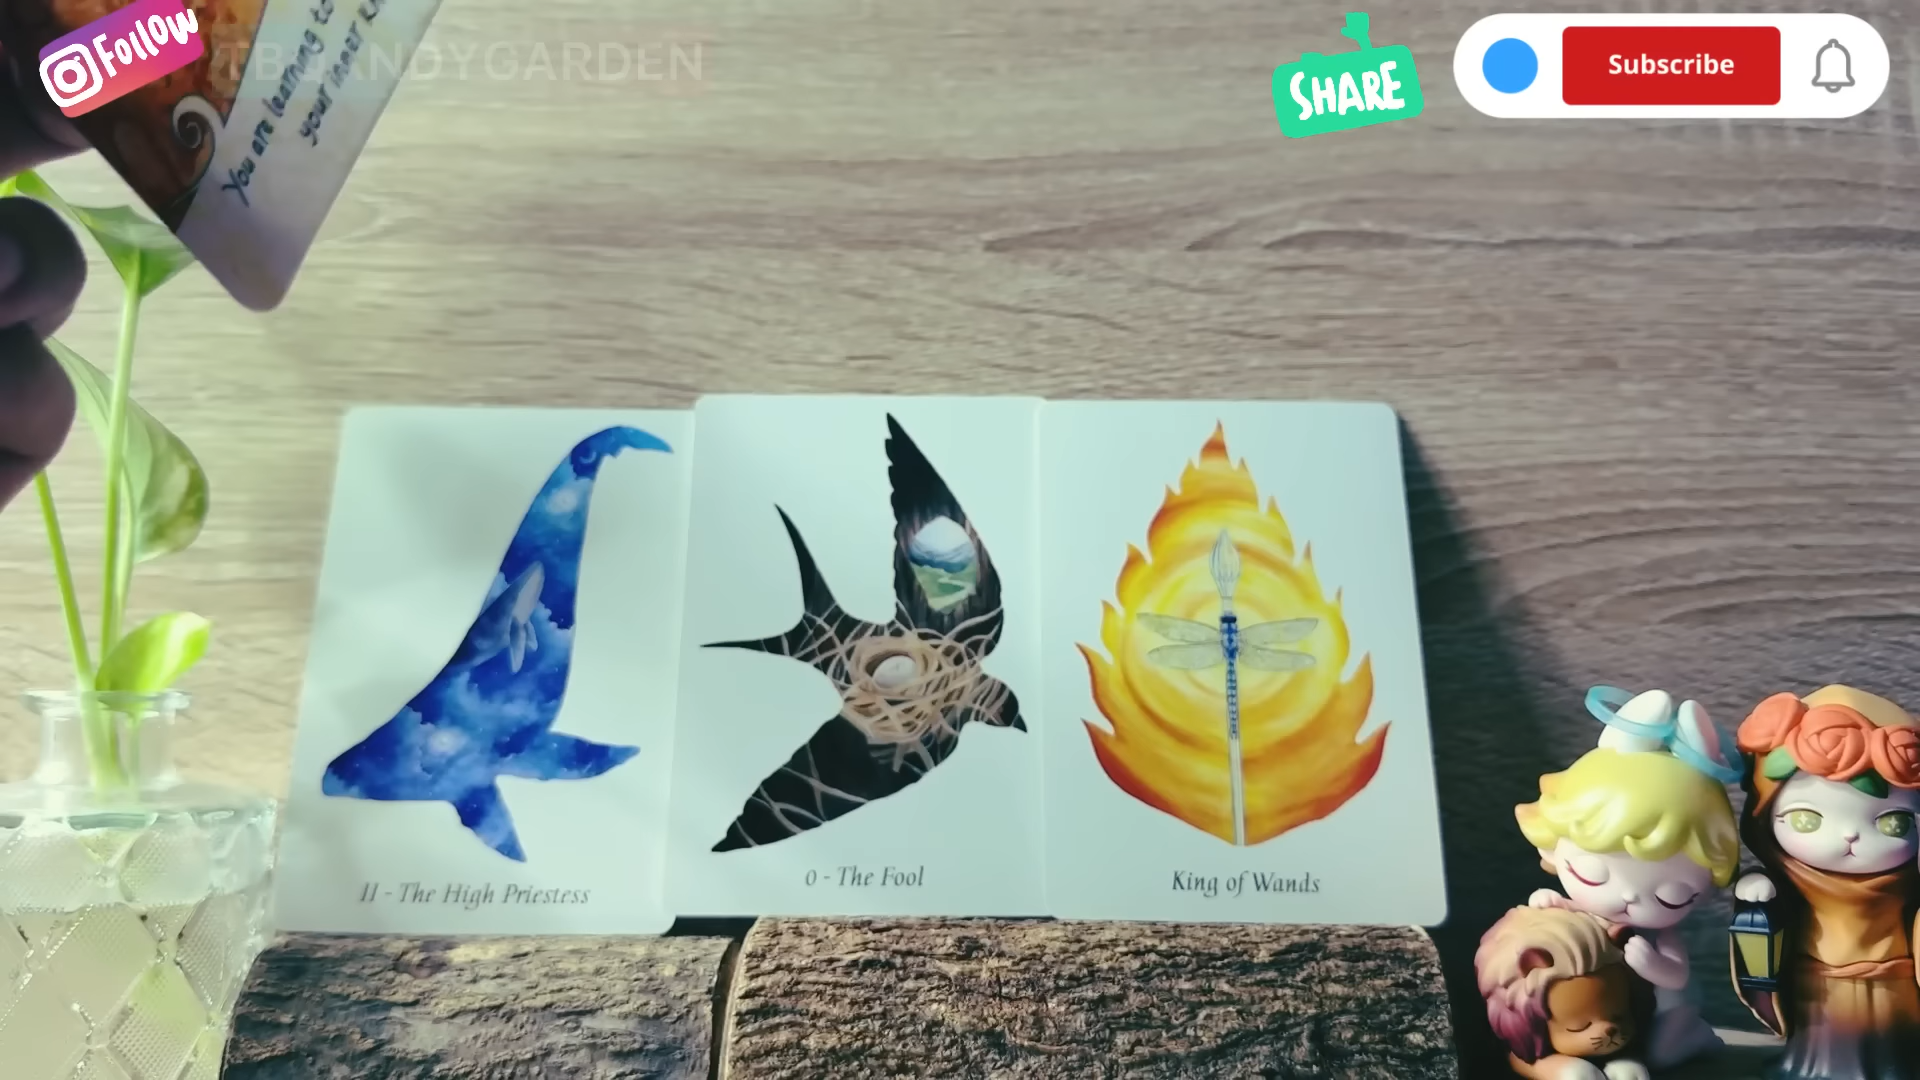 Follow
GARDEN
SHARE
Subscribe
You are learning to
your inner
II - The High Priestess
0 - The Fool
King of Wands